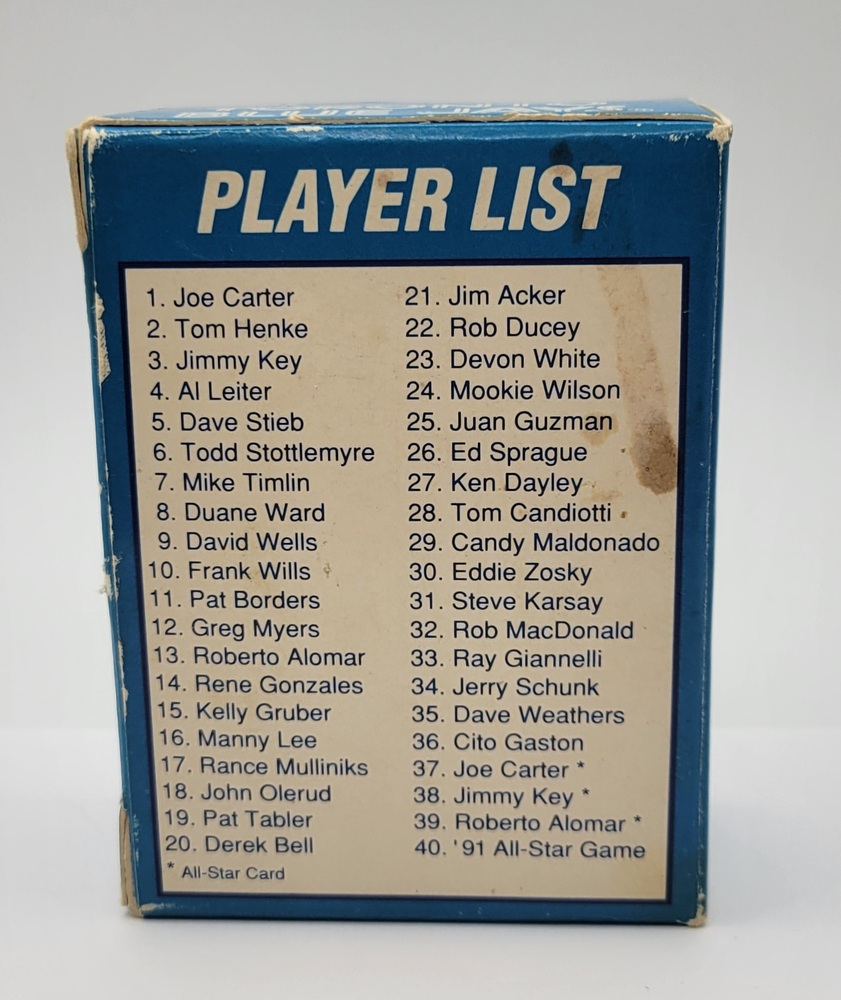 PLAYER LIST
1. Joe Carter
2. Tom Henke
3. Jimmy Key
4. Al Leiter
5. Dave Stieb
6. Todd Stottlemyre
7. Mike Timlin
8. Duane Ward
9. David Wells
10. Frank Wills
11. Pat Borders
12. Greg Myers
13. Roberto Alomar
14. Rene Gonzales
15. Kelly Gruber
16. Manny Lee
17. Rance Mulliniks
18. John Olerud
19. Pat Tabler
20. Derek Bell
* All-Star Card
21. Jim Acker
22. Rob Ducey
23. Devon White
24. Mookie Wilson
25. Juan Guzman
26. Ed Sprague
27. Ken Dayley
28. Tom Candiotti
29. Candy Maldonado
30. Eddie Zosky
31. Steve Karsay
32. Rob MacDonald
33. Ray Giannelli
34. Jerry Schunk
35. Dave Weathers
36. Cito Gaston
37. Joe Carter *
38. Jimmy Key *
39. Roberto Alomar *
40. '91 All-Star Game